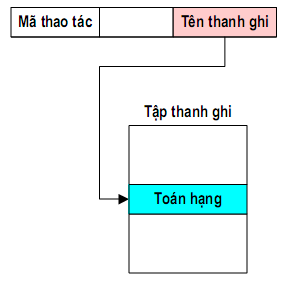 Mã thao tác
Tên thanh ghi
Tập thanh ghi
Toán hạng